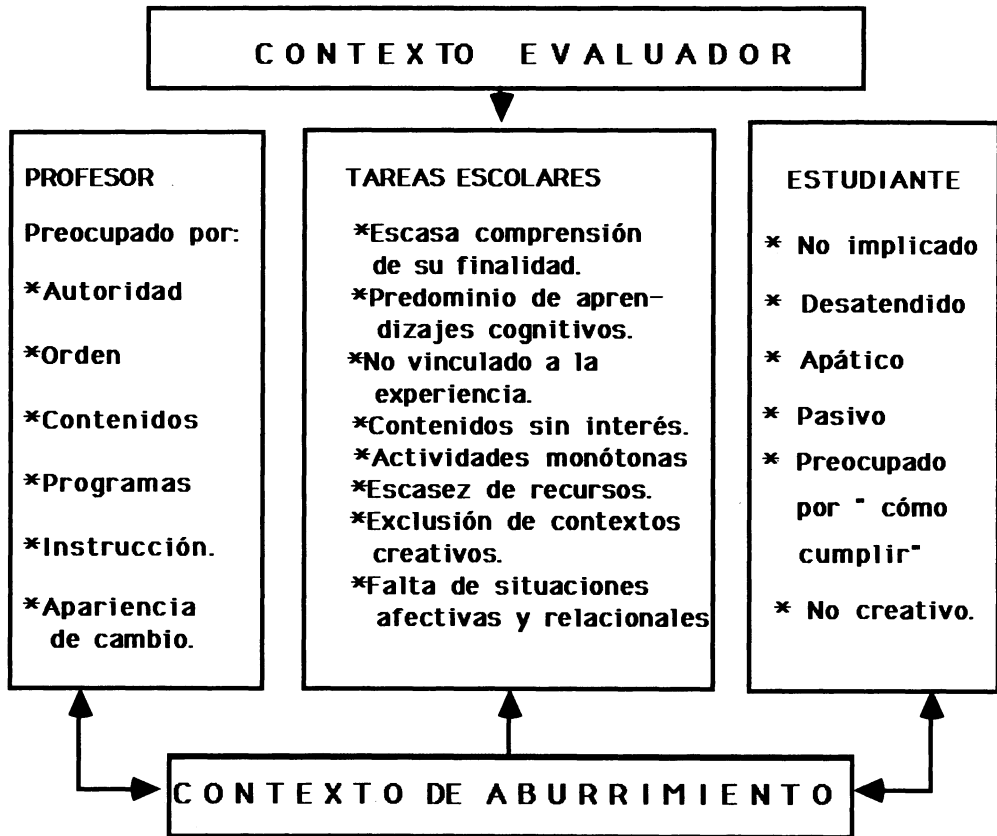 CONTEXTO EVALUADOR
PROFESOR
Preocupado por:
*Autoridad
*Orden
*Contenidos
*Programas
*Instrucción.
*Apariencia
de cambio.
TAREAS ESCOLARES
*Escasa comprensión
de su finalidad.
*Predominio de apren-
dizajes cognitivos.
*No vinculado a la
experiencia.
*Contenidos sin interés.
*Actividades monótonas
*Escasez de recursos.
*Exclusión de contextos
creativos.
*Falta de situaciones
afectivas y relacionales
ESTUDIANTE
* No implicado
* Desatendido
* Apático
* Pasivo
* Preocupado
por " cómo
cumplir"
* No creativo.
CONTEXTO DE ABURRIMIENTO